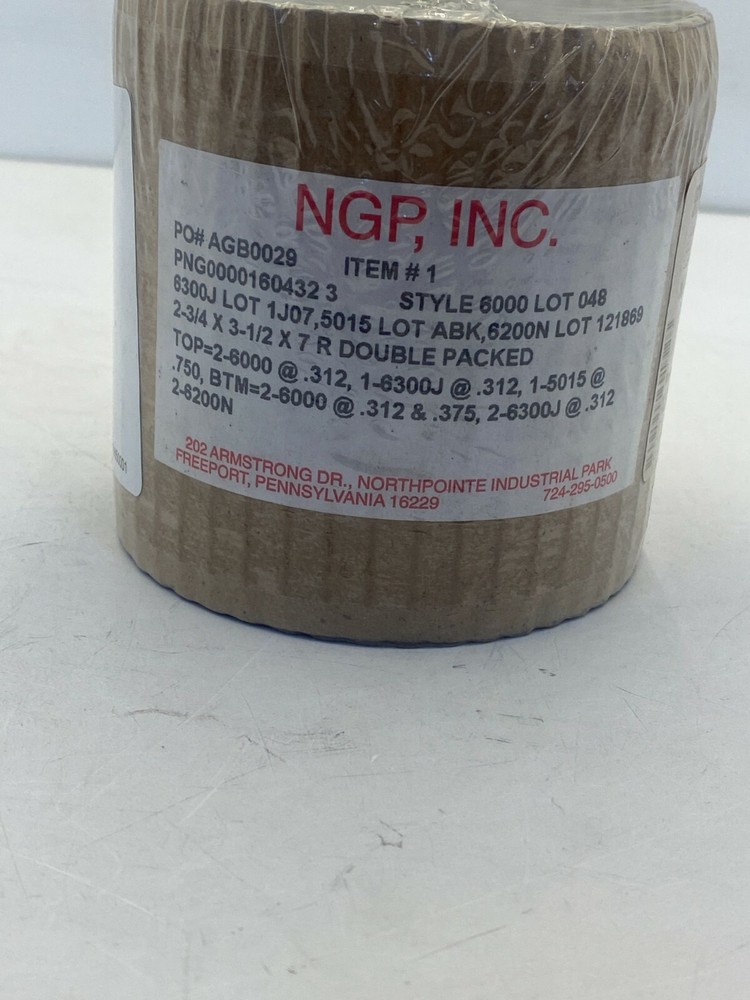 NGP, INC.
PO# AGB0029 ITEM # 1
PNG0000160432 3 STYLE 6000 LOT 048
6300J LOT 1J07,5015 LOT ABK,6200N LOT 121869
2-3/4 X 3-1/2 X 7 R DOUBLE PACKED
TOP=2-6000 @ .312, 1-6300J @ .312, 1-5015 @
.750, BTM=2-6000 @ .312 & .375, 2-6300J @ .312
2-6200N
202 ARMSTRONG DR., NORTHPOINTE INDUSTRIAL PARK
FREEPORT, PENNSYLVANIA 16229 724-295-0500